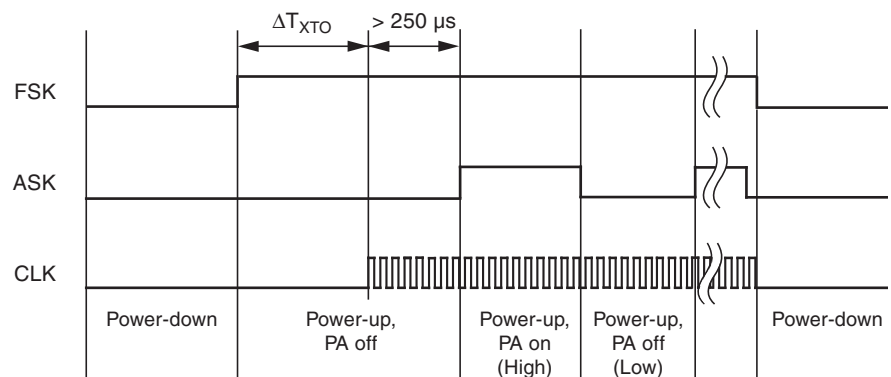 ΔTXTO
> 250 µs
FSK
ASK
CLK
Power-down
Power-up,
PA off
Power-up,
PA on
(High)
Power-up,
PA off
(Low)
Power-down